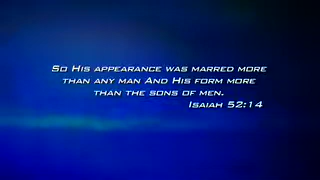 So His appearance was marred more
than any man And His form more
than the sons of men.
Isaiah 52:14